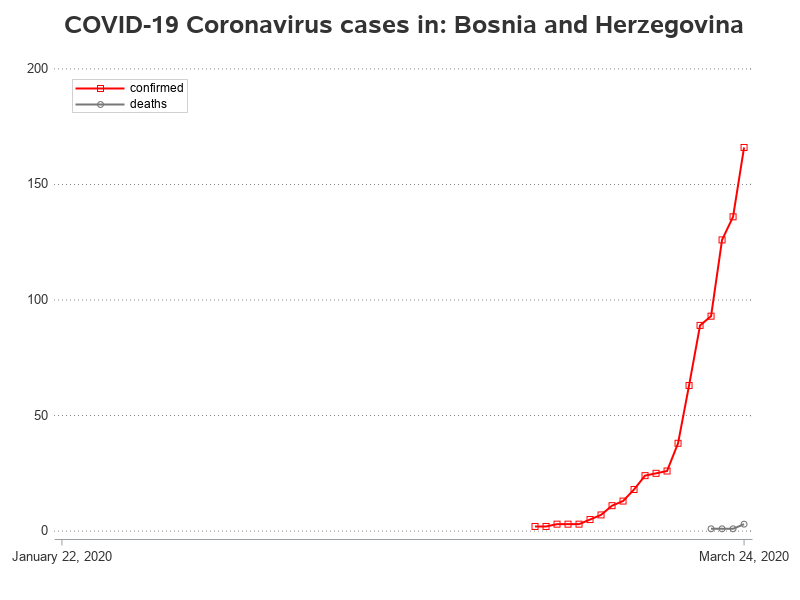 COVID-19 Coronavirus cases in: Bosnia and Herzegovina
200
confirmed
deaths
150
100
50
0
January 22, 2020
March 24, 2020